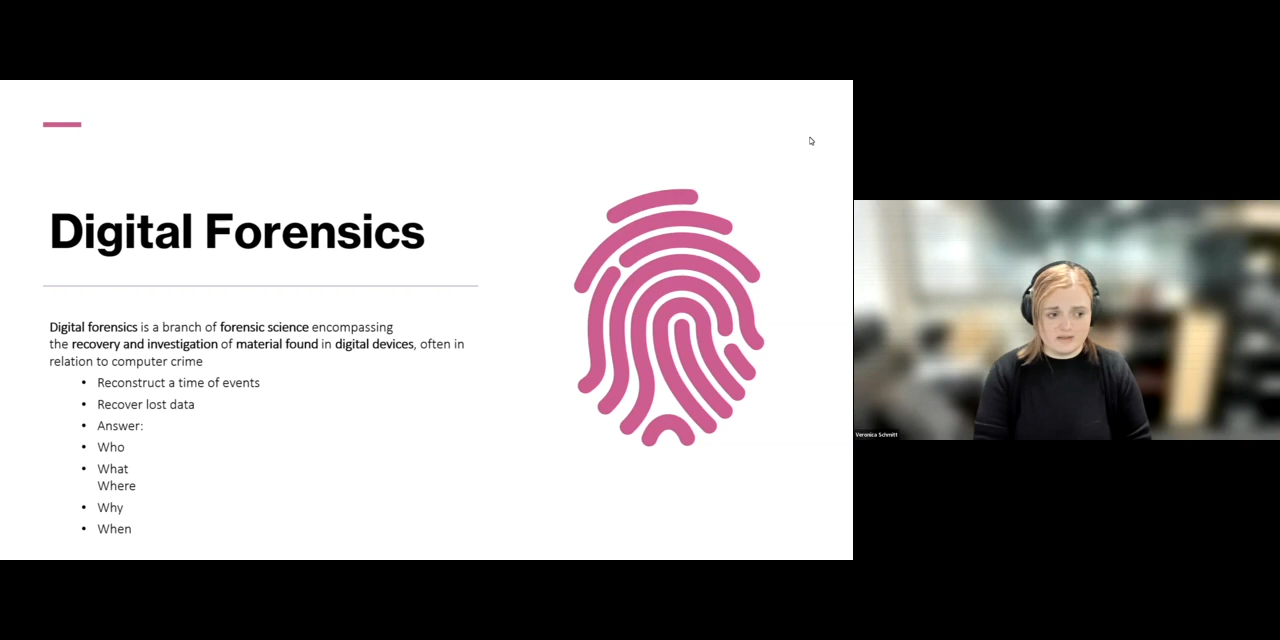 Digital Forensics
Digital forensics is a branch of forensic science encompassing
the recovery and investigation of material found in digital devices, often in
relation to computer crime
• Reconstruct a time of events
• Recover lost data
• Answer:
• Who
• What
Where
• Why
• When
Veronica Schmitt